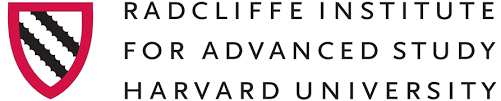 RADCLIFFE INSTITUTE
FOR ADVANCED STUDY
HARVARD UNIVERSITY